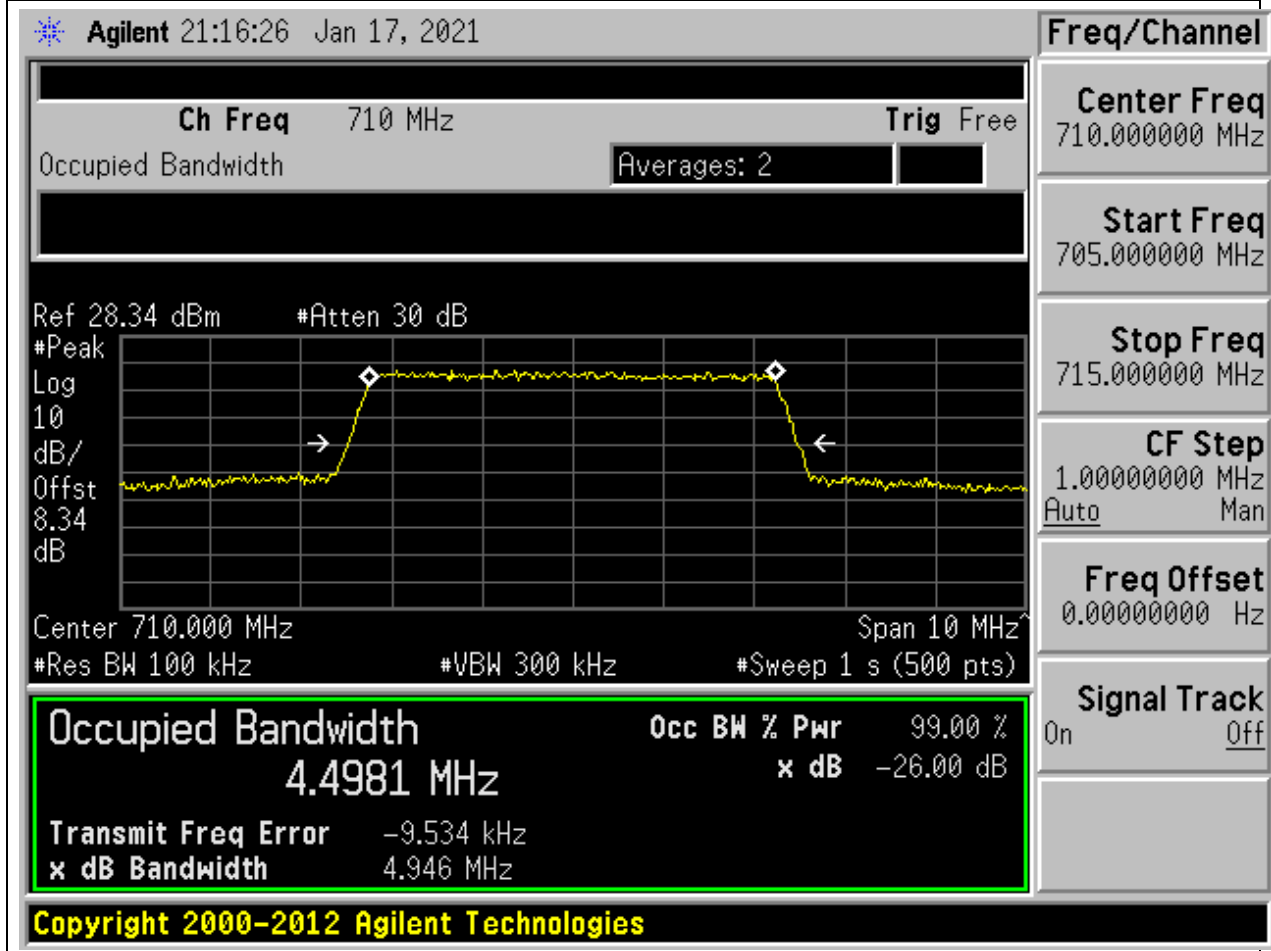 Agilent 21:16:26 Jan 17, 2021
Ch Freq 710 MHz Trig Free
Occupied Bandwidth Averages: 2
Ref 28.34 dBm #Atten 30 dB
#Peak
Log
10
dB/
Offst
8.34
dB
Center 710.000 MHz Span 10 MHz^
#Res BW 100 kHz #VBW 300 kHz #Sweep 1 s (500 pts)
Occupied Bandwidth Occ BW % Pwr 99.00 %
4.4981 MHz x dB -26.00 dB
Transmit Freq Error -9.534 kHz
x dB Bandwidth 4.946 MHz
Copyright 2000-2012 Agilent Technologies
Freq/Channel
Center Freq
710.000000 MHz
Start Freq
705.000000 MHz
Stop Freq
715.000000 MHz
CF Step
1.00000000 MHz
Auto Man
Freq Offset
0.00000000 Hz
Signal Track
On Off